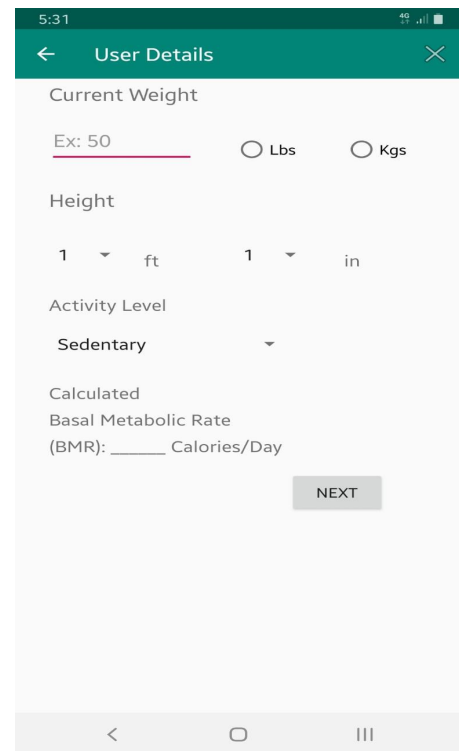 5:31 4G
User Details
Current Weight
Ex: 50 Lbs Kgs
Height
1 ft 1 in
Activity Level
Sedentary
Calculated
Basal Metabolic Rate
(BMR): ______ Calories/Day
NEXT